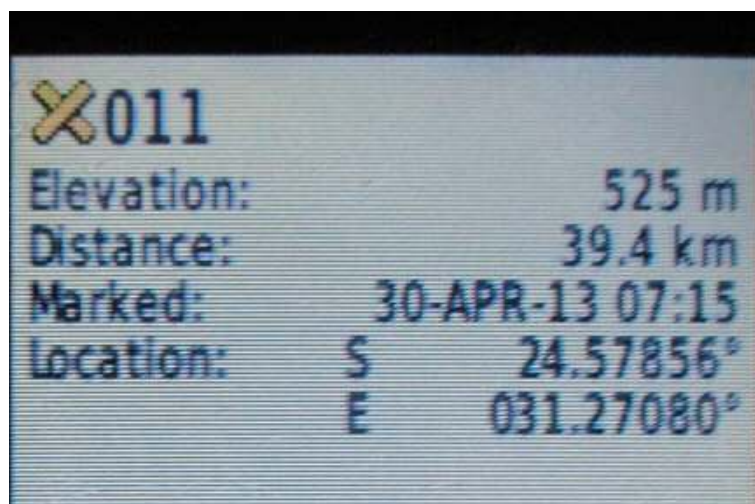 011
Elevation: 525 m
Distance: 39.4 km
Marked: 30-APR-13 07:15
Location: S 24.57856°
E 031.27080°